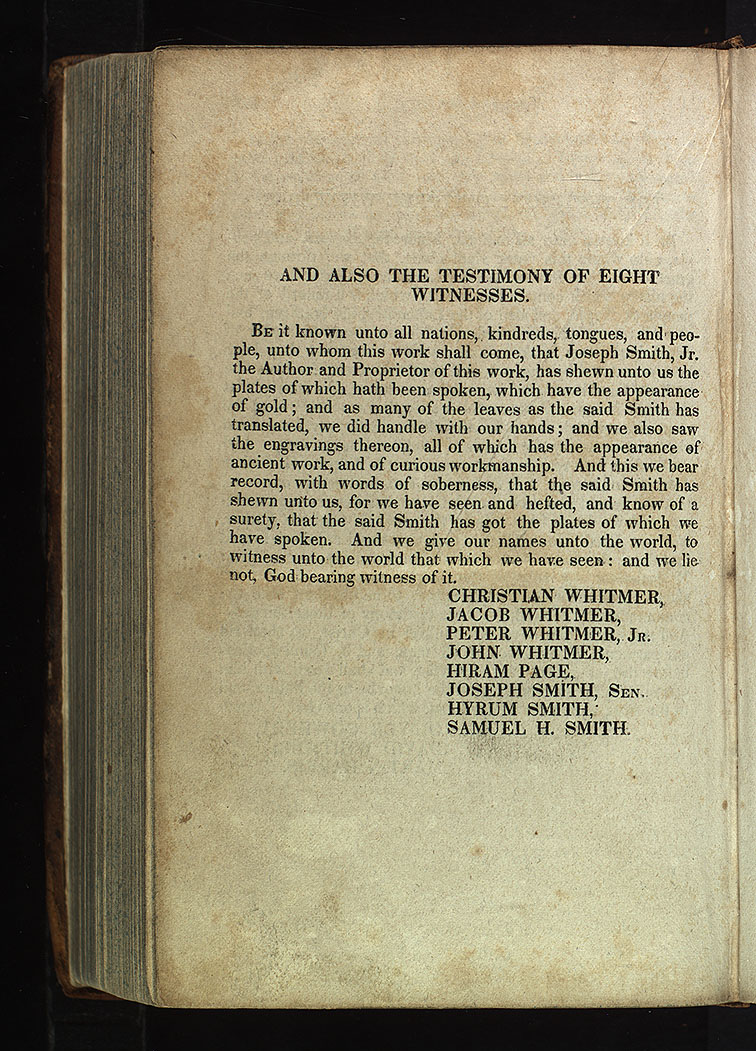 AND ALSO THE TESTIMONY OF EIGHT
WITNESSES.
BE it known unto all nations, kindreds, tongues, and peo-
ple, unto whom this work shall come, that Joseph Smith, Jr.
the Author and Proprietor of this work, has shewn unto us the
plates of which hath been spoken, which have the appearance
of gold; and as many of the leaves as the said Smith has
translated, we did handle with our hands; and we also saw
the engravings thereon, all of which has the appearance of
ancient work, and of curious workmanship. And this we bear
record, with words of soberness, that the said Smith has
shewn unto us, for we have seen and hefted, and know of a
surety, that the said Smith has got the plates of which we
have spoken. And we give our names unto the world, to
witness unto the world that which we have seen: and we lie
not, God bearing witness of it.
CHRISTIAN WHITMER,
JACOB WHITMER,
PETER WHITMER, JR.
JOHN WHITMER,
HIRAM PAGE,
JOSEPH SMITH, SEN.
HYRUM SMITH,
SAMUEL H. SMITH.